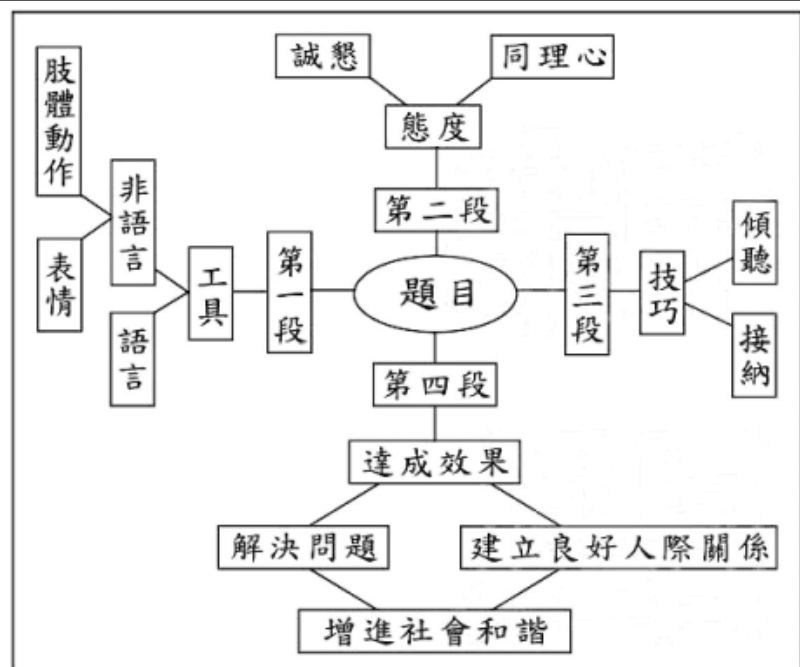 誠懇
同理心
態度
第二段
肢體動作
表情
非語言
語言
工具
第一段
題目
第三段
技巧
傾聽
接納
第四段
達成效果
解決問題
建立良好人際關係
增進社會和諧